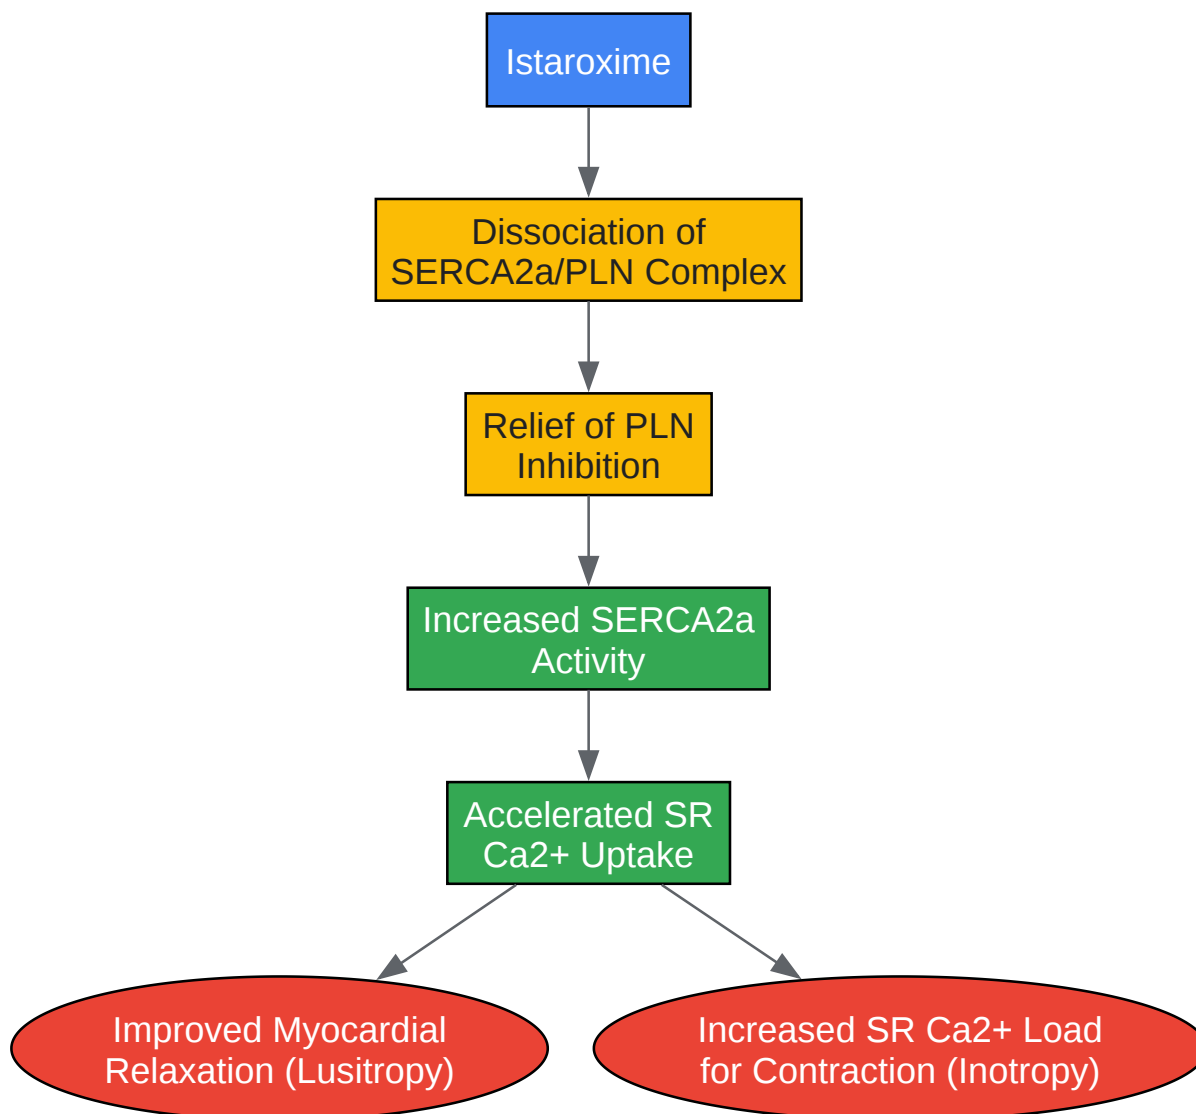 Istaroxime
Dissociation of
SERCA2a/PLN Complex
Relief of PLN
Inhibition
Increased SERCA2a
Activity
Accelerated SR
Ca2+ Uptake
Improved Myocardial
Relaxation (Lusitropy)
Increased SR Ca2+ Load
for Contraction (Inotropy)